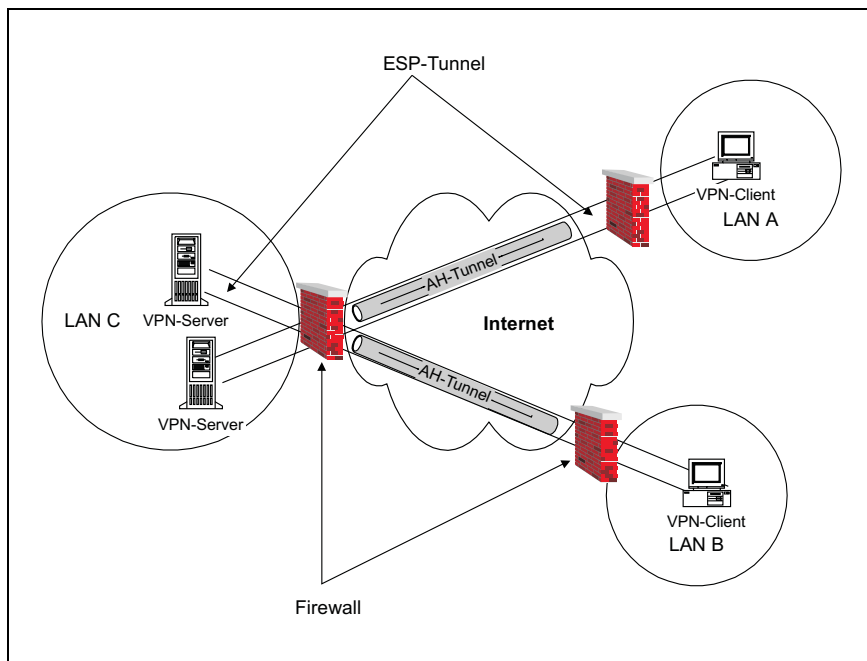 ESP-Tunnel
VPN-Client
LAN A
AH-Tunnel
LAN C
VPN-Server
Internet
AH-Tunnel
VPN-Server
VPN-Client
LAN B
Firewall